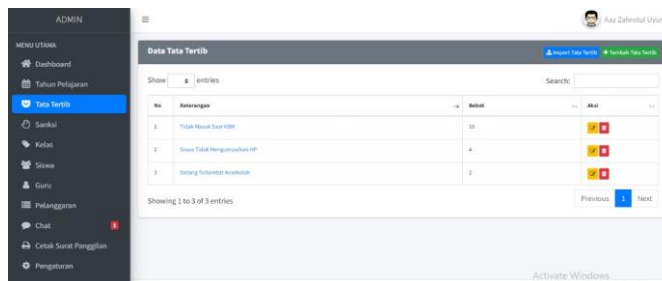 ADMIN
Aaz Zahrotul Uyun
MENU UTAMA
Dashboard
Tahun Pelajaran
Tata Tertib
Sanksi
Kelas
Siswa
Guru
Pelanggaran
Chat 1
Cetak Surat Panggilan
Pengaturan
Data Tata Tertib
Import Tata Tertib
+ Tambah Tata Tertib
Show entries
Search:
No Keterangan Bobot Aksi
1 Tidak Masuk Saat KBM 10
2 Siswa Tidak Mengumpulkan HP 4
3 Datang Terlambat Kesekolah 2
Showing 1 to 3 of 3 entries
Previous 1 Next
Activate Windows